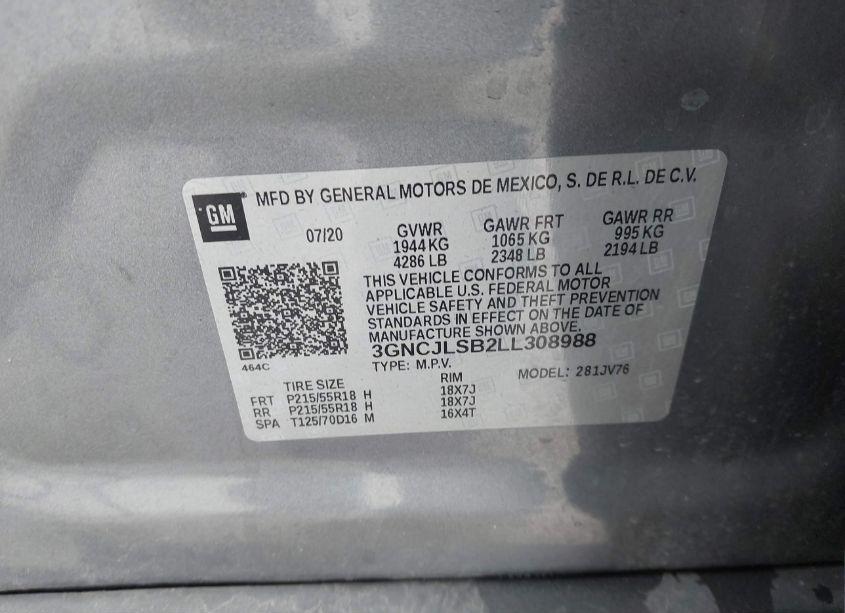 GM
MFD BY GENERAL MOTORS DE MEXICO, S. DE R.L. DE C.V.
07/20 GVWR GAWR FRT GAWR RR
1944 KG 1065 KG 995 KG
4286 LB 2348 LB 2194 LB
THIS VEHICLE CONFORMS TO ALL
APPLICABLE U.S. FEDERAL MOTOR
VEHICLE SAFETY AND THEFT PREVENTION
STANDARDS IN EFFECT ON THE DATE OF
MANUFACTURE SHOWN ABOVE.
3GNCJLSB2LL308988
464C
TYPE: M.P.V. MODEL: 281JV76
TIRE SIZE RIM
FRT P215/55R18 H 18X7J
RR P215/55R18 H 18X7J
SPA T125/70D16 M 16X4T